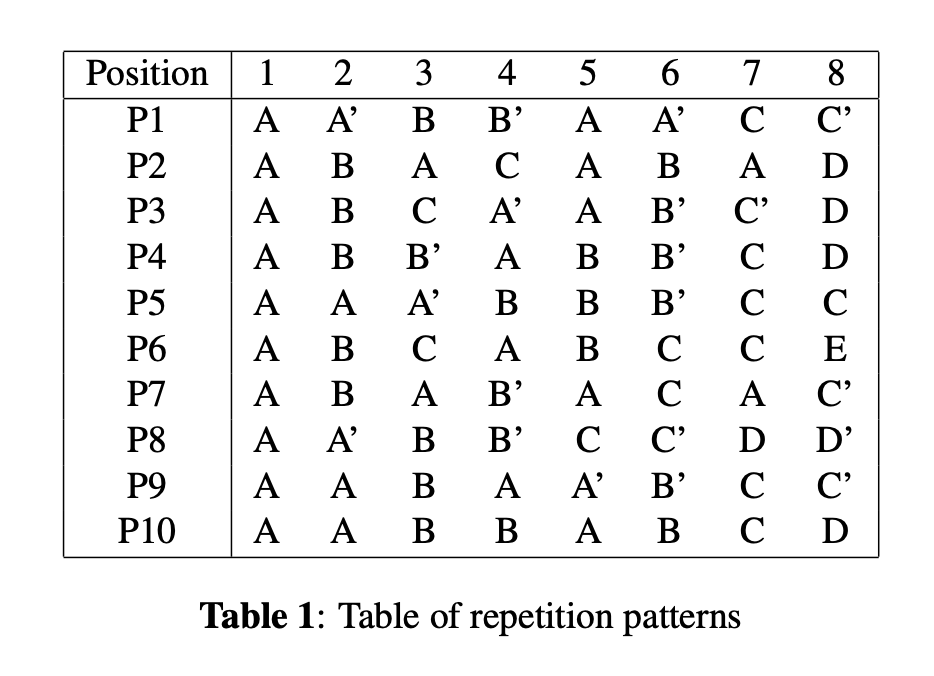 Position 1 2 3 4 5 6 7 8
P1 A A’ B B’ A A’ C C’
P2 A B A C A B A D
P3 A B C A’ A B’ C’ D
P4 A B B’ A B B’ C D
P5 A A A’ B B B’ C C
P6 A B C A B C C E
P7 A B A B’ A C A C’
P8 A A’ B B’ C C’ D D’
P9 A A B A A’ B’ C C’
P10 A A B B A B C D
Table 1: Table of repetition patterns